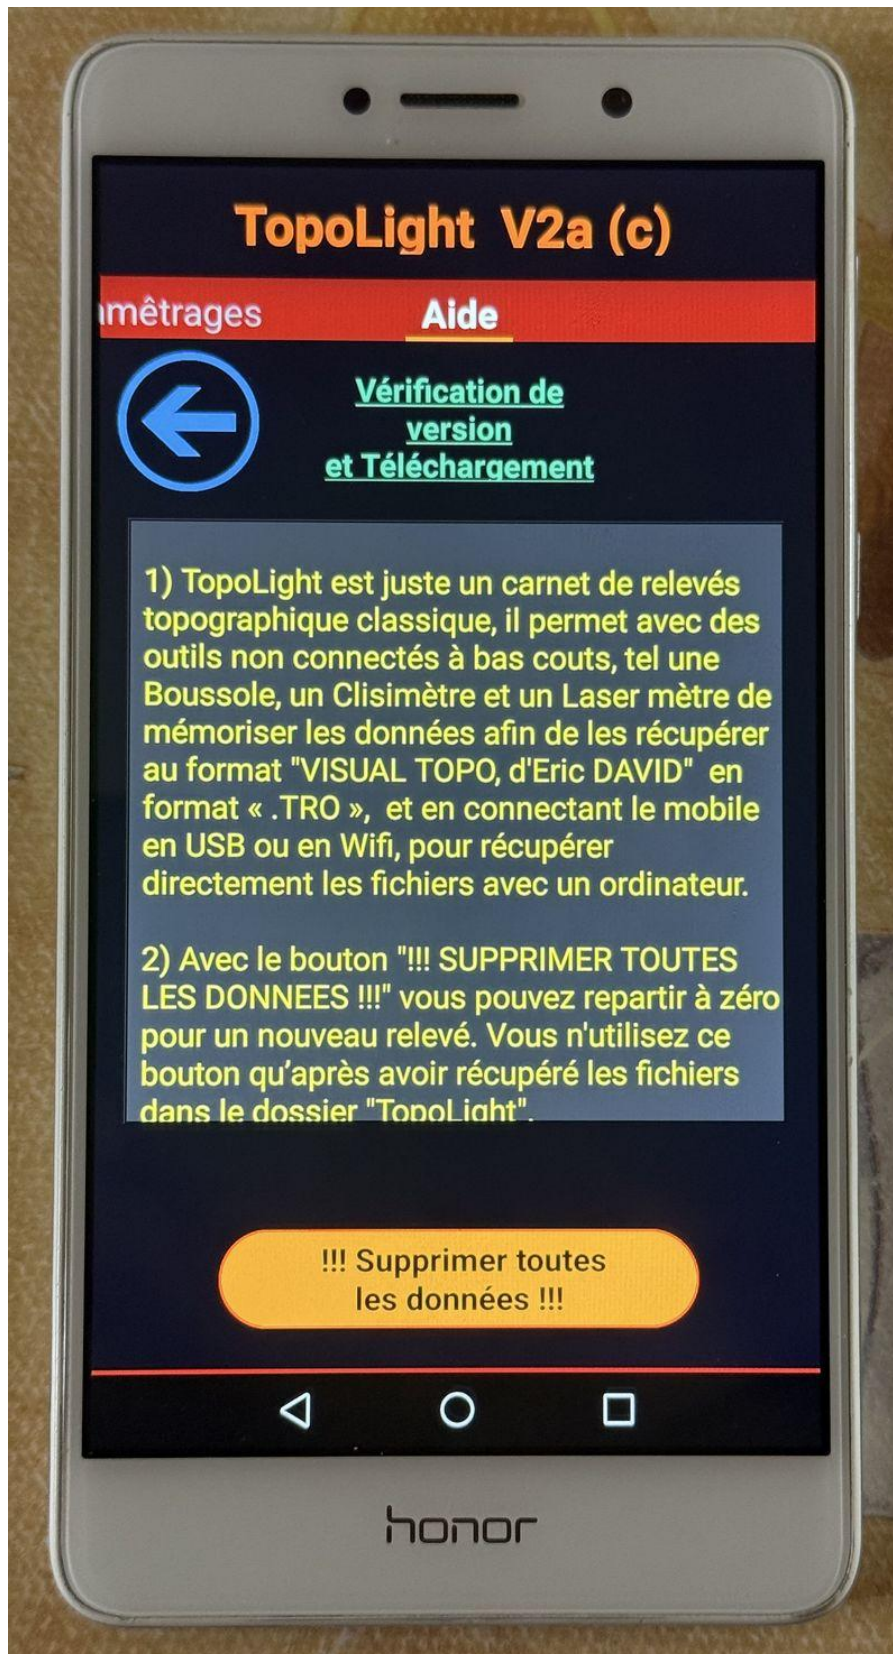 TopoLight V2a (c)
mêtrages
Aide
Vérification de
version
et Téléchargement
1) TopoLight est juste un carnet de relevés
topographique classique, il permet avec des
outils non connectés à bas couts, tel une
Boussole, un Clisimètre et un Laser mètre de
mémoriser les données afin de les récupérer
au format "VISUAL TOPO, d'Eric DAVID" en
format « .TRO », et en connectant le mobile
en USB ou en Wifi, pour récupérer
directement les fichiers avec un ordinateur.
2) Avec le bouton "!!! SUPPRIMER TOUTES
LES DONNEES !!!" vous pouvez repartir à zéro
pour un nouveau relevé. Vous n'utilisez ce
bouton qu’après avoir récupéré les fichiers
dans le dossier "TopoLight".
!!! Supprimer toutes
les données !!!
honor